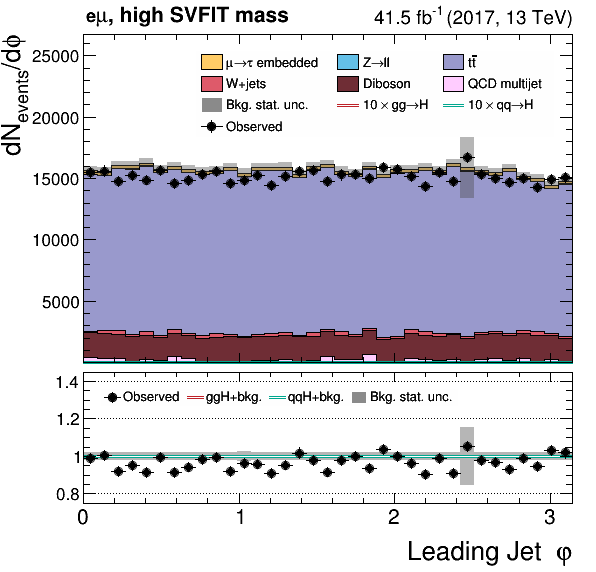 eμ, high SVFIT mass 41.5 fb⁻¹ (2017, 13 TeV)
dN_events/dϕ
25000
20000
15000
10000
5000
μ→τ embedded Z→ll tt̄
W+jets Diboson QCD multijet
Bkg. stat. unc. 10 × gg→H 10 × qq→H
Observed
1.4
1.2
1
0.8
Observed ggH+bkg. qqH+bkg. Bkg. stat. unc.
0 1 2 3
Leading Jet φ